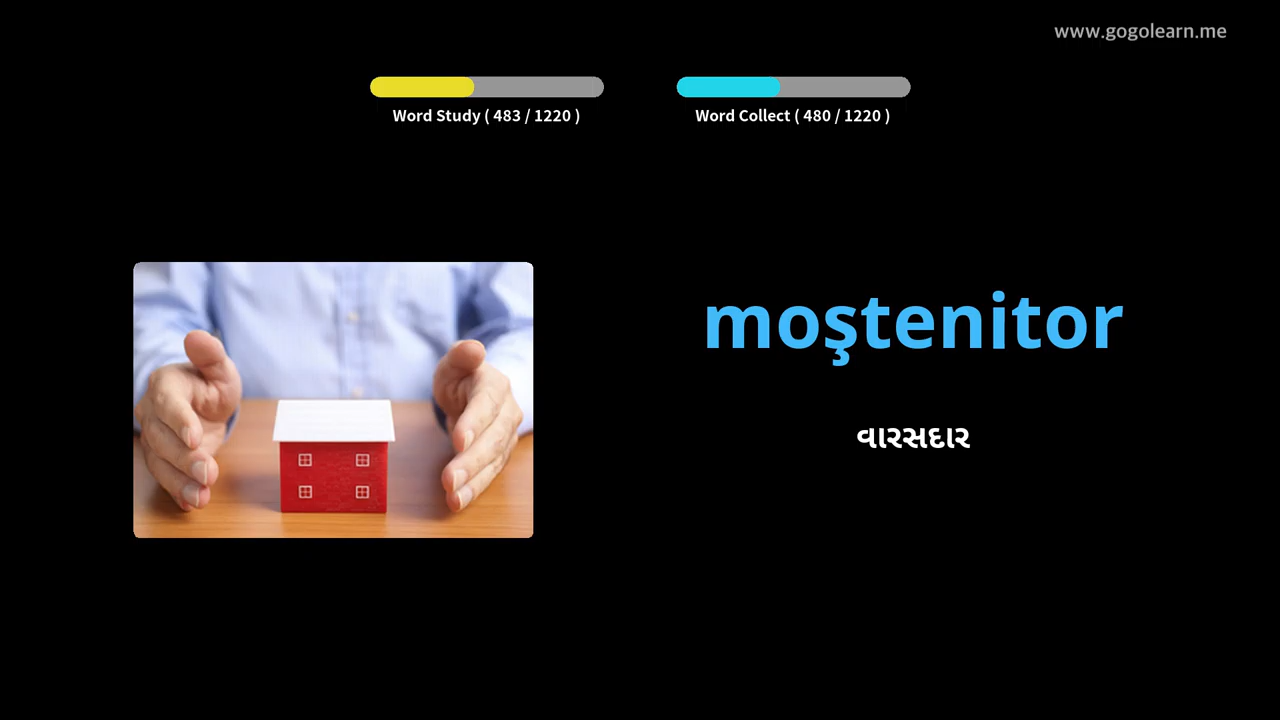 www.gogolearn.me
Word Study ( 483 / 1220 )
Word Collect ( 480 / 1220 )
moştenitor
વારસદાર